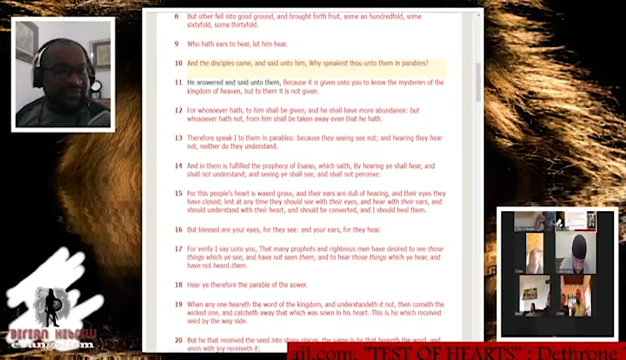 8 But other fell into good ground, and brought forth fruit, some an hundredfold, some
sixtyfold, some thirtyfold.
9 Who hath ears to hear, let him hear.
10 And the disciples came, and said unto him, Why speakest thou unto them in parables?
11 He answered and said unto them, Because it is given unto you to know the mysteries of the
kingdom of heaven, but to them it is not given.
12 For whosoever hath, to him shall be given, and he shall have more abundance: but
whosoever hath not, from him shall be taken away even that he hath.
13 Therefore speak I to them in parables: because they seeing see not; and hearing they hear
not, neither do they understand.
14 And in them is fulfilled the prophecy of Esaias, which saith, By hearing ye shall hear, and
shall not understand; and seeing ye shall see, and shall not perceive:
15 For this people's heart is waxed gross, and their ears are dull of hearing, and their eyes they
have closed; lest at any time they should see with their eyes, and hear with their ears, and
should understand with their heart, and should be converted, and I should heal them.
16 But blessed are your eyes, for they see: and your ears, for they hear.
17 For verily I say unto you, That many prophets and righteous men have desired to see those
things which ye see, and have not seen them; and to hear those things which ye hear, and
have not heard them.
18 Hear ye therefore the parable of the sower.
19 When any one heareth the word of the kingdom, and understandeth it not, then cometh the
wicked one, and catcheth away that which was sown in his heart. This is he which received
seed by the way side.
20 But he that received the seed into stony places, the same is he that heareth the word, and
anon with joy receiveth it;
BEREAN HEBREW
ail.com, "TEST OF HEARTS" : Dethrone